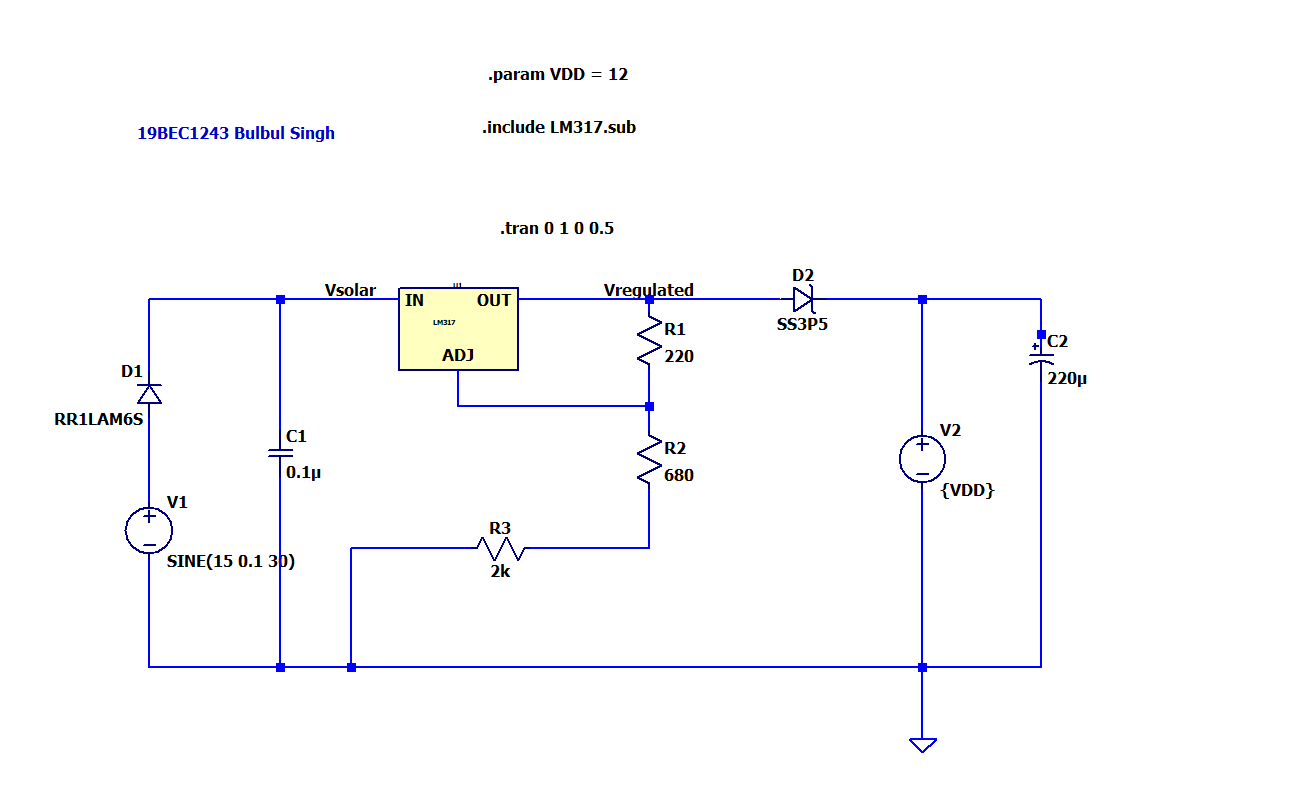 .param VDD = 12
19BEC1243 Bulbul Singh
.include LM317.sub
.tran 0 1 0 0.5
Vsolar
U1
IN
OUT
LM317
ADJ
Vregulated
D2
SS3P5
R1
220
C2
220µ
D1
RR1LAM6S
C1
0.1µ
R2
680
V2
{VDD}
V1
SINE(15 0.1 30)
R3
2k